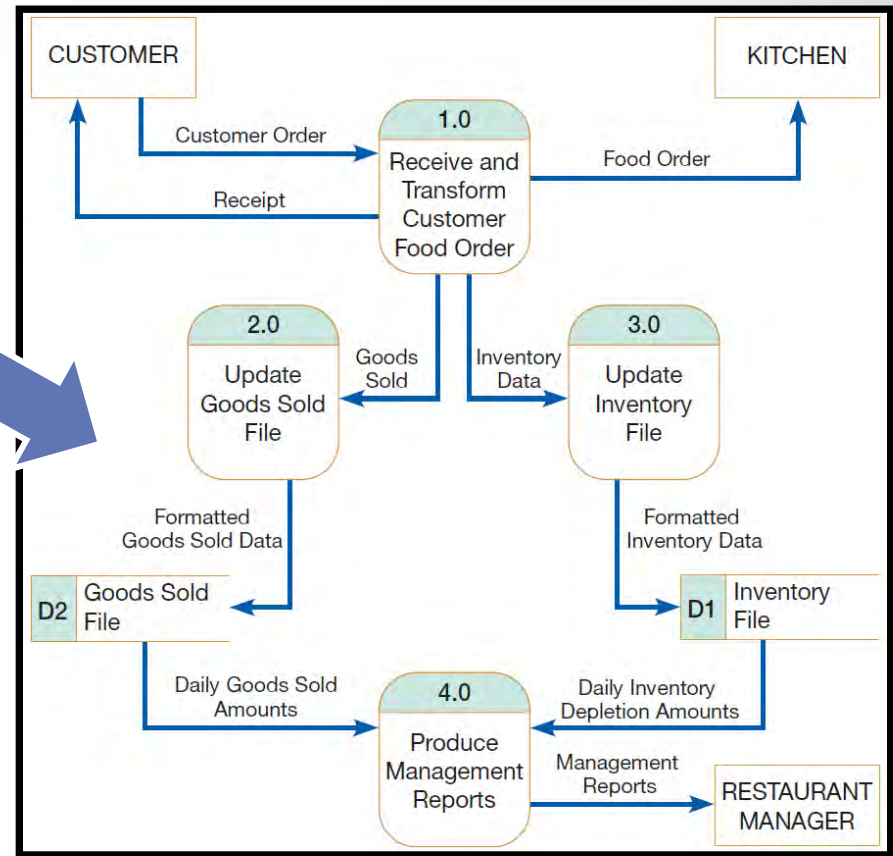 CUSTOMER
KITCHEN
1.0
Customer Order
Receive and
Transform
Customer
Food Order
Food Order
Receipt
2.0
3.0
Goods
Sold
Inventory
Data
Update
Goods Sold
File
Update
Inventory
File
Formatted
Goods Sold Data
Formatted
Inventory Data
D2
Goods Sold
File
D1
Inventory
File
Daily Goods Sold
Amounts
4.0
Daily Inventory
Depletion Amounts
Produce
Management
Reports
Management
Reports
RESTAURANT
MANAGER